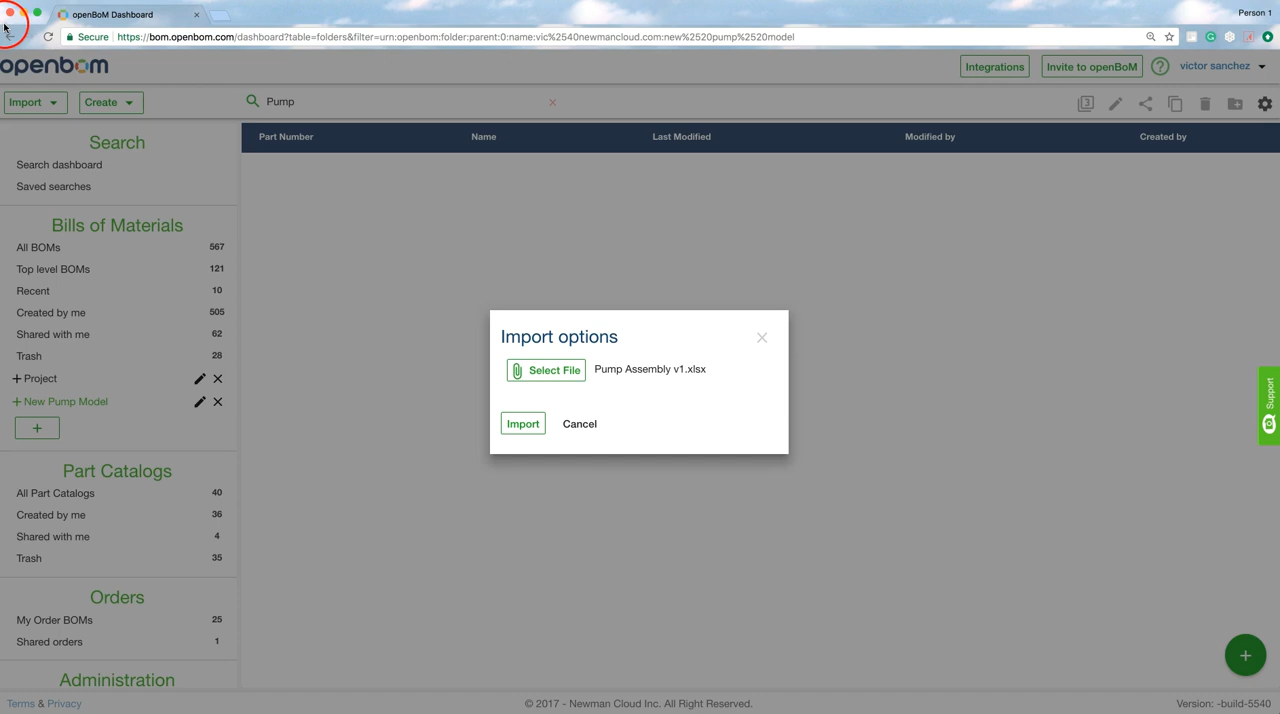 openBoM Dashboard
Person 1
Secure https://bom.openbom.com/dashboard?table=folders&filter=urn:openbom:folder:parent:0:name:vic%2540newmancloud.com:new%2520pump%2520model
openbom
Integrations
Invite to openBoM
?
victor sanchez
Import
Create
Pump
3
Part Number
Name
Last Modified
Modified by
Created by
Search
Search dashboard
Saved searches
Bills of Materials
All BOMs 567
Top level BOMs 121
Recent 10
Created by me 505
Shared with me 62
Trash 28
+ Project
+ New Pump Model
+
Part Catalogs
All Part Catalogs 40
Created by me 36
Shared with me 4
Trash 35
Orders
My Order BOMs 25
Shared orders 1
Administration
Import options
Select File
Pump Assembly v1.xlsx
Import
Cancel
Support
+
Terms & Privacy
© 2017 - Newman Cloud Inc. All Right Reserved.
Version: -build-5540